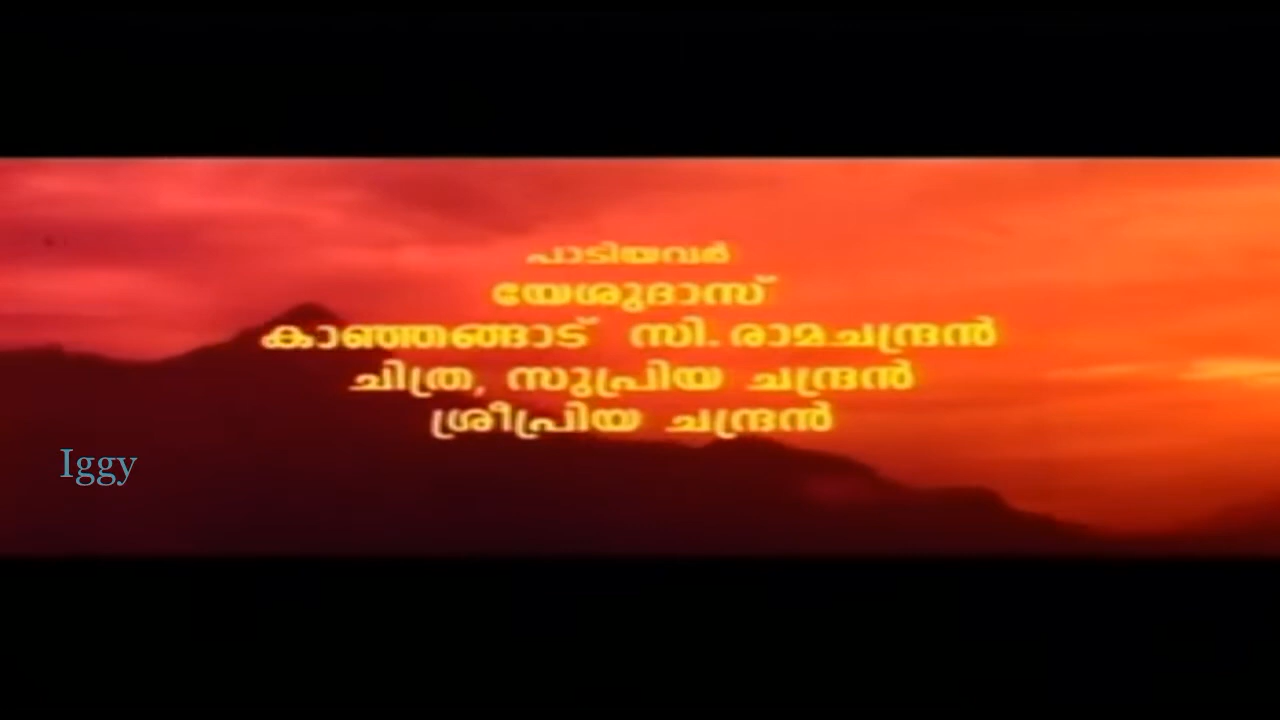 പാടിയവർ
യേശുദാസ്
കാഞ്ഞങ്ങാട് സി. രാമചന്ദ്രൻ
ചിത്ര, സുപ്രിയ ചന്ദ്രൻ
ശ്രീപ്രിയ ചന്ദ്രൻ
Iggy